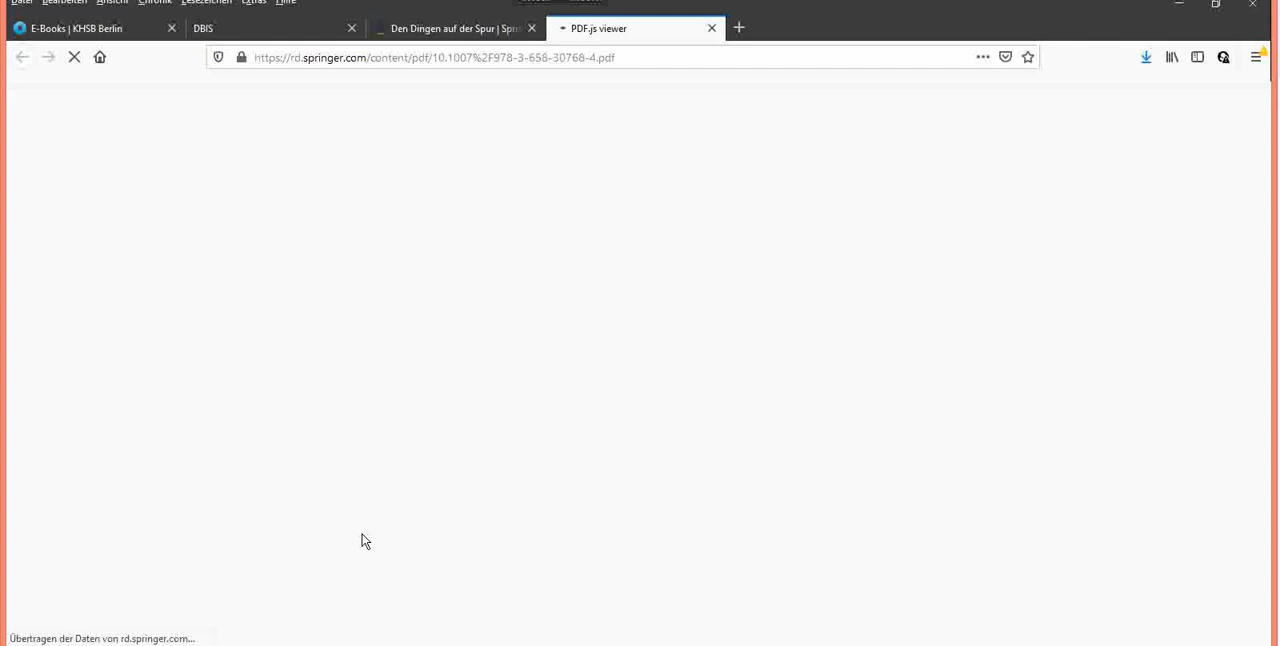 Datei Bearbeiten Ansicht Chronik Lesezeichen Extras Hilfe
E-Books | KHSB Berlin DBIS Den Dingen auf der Spur | Spri PDF.js viewer
https://rd.springer.com/content/pdf/10.1007%2F978-3-658-30768-4.pdf
Übertragen der Daten von rd.springer.com...